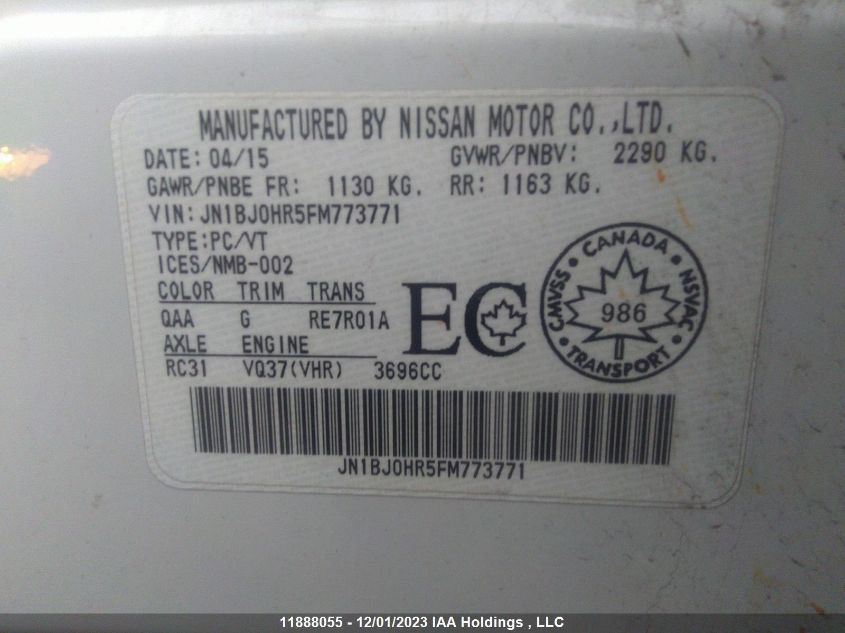 MANUFACTURED BY NISSAN MOTOR CO.,LTD.
DATE: 04/15 GVWR/PNBV: 2290 KG.
GAWR/PNBE FR: 1130 KG. RR: 1163 KG.
VIN: JN1BJ0HR5FM773771
TYPE:PC/VT
ICES/NMB-002
COLOR TRIM TRANS
QAA G RE7R01A
AXLE ENGINE
RC31 VQ37(VHR) 3696CC
EC
CANADA
CMVSS • NSVAC
986
TRANSPORT
JN1BJ0HR5FM773771
11888055 - 12/01/2023 IAA Holdings , LLC